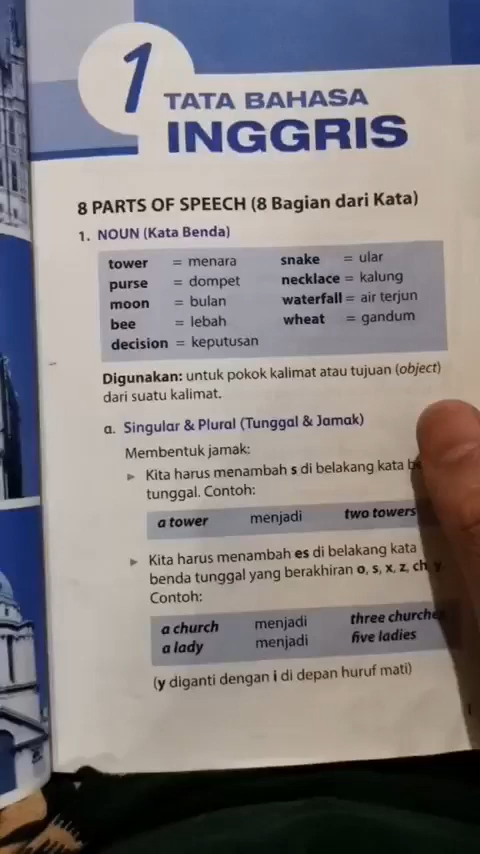 1
TATA BAHASA
INGGRIS
8 PARTS OF SPEECH (8 Bagian dari Kata)
1. NOUN (Kata Benda)
tower = menara snake = ular
purse = dompet necklace = kalung
moon = bulan waterfall = air terjun
bee = lebah wheat = gandum
decision = keputusan
Digunakan: untuk pokok kalimat atau tujuan (object)
dari suatu kalimat.
a. Singular & Plural (Tunggal & Jamak)
Membentuk jamak:
▶ Kita harus menambah s di belakang kata
tunggal. Contoh:
a tower menjadi two towers
▶ Kita harus menambah es di belakang kata
benda tunggal yang berakhiran o, s, x, z, ch, y.
Contoh:
a church menjadi three churches
a lady menjadi five ladies
(y diganti dengan i di depan huruf mati)